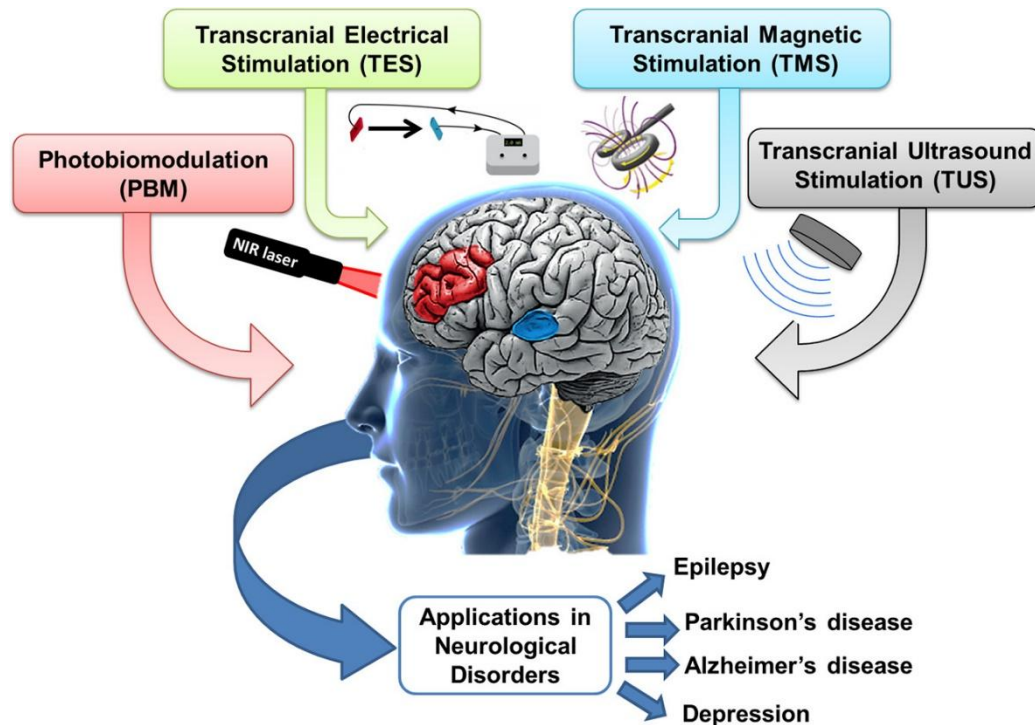 Transcranial Electrical
Stimulation (TES)
Transcranial Magnetic
Stimulation (TMS)
Photobiomodulation
(PBM)
Transcranial Ultrasound
Stimulation (TUS)
NIR laser
Applications in
Neurological
Disorders
Epilepsy
Parkinson's disease
Alzheimer's disease
Depression